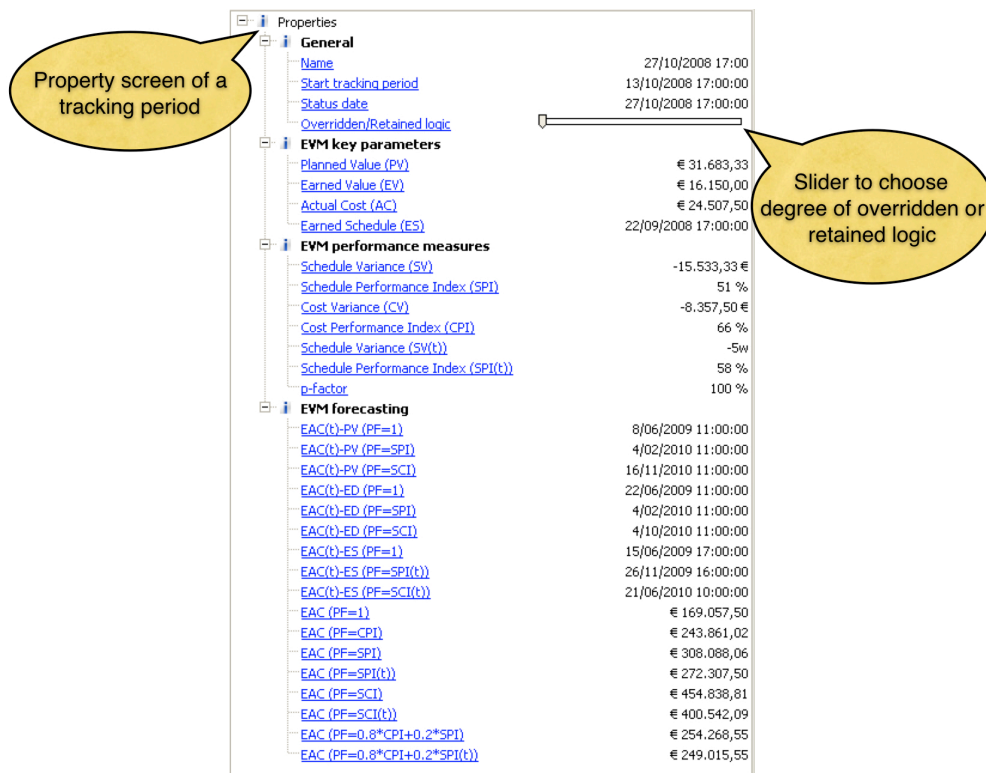 Properties
General
Name 27/10/2008 17:00
Start tracking period 13/10/2008 17:00:00
Status date 27/10/2008 17:00:00
Overridden/Retained logic
EVM key parameters
Planned Value (PV) € 31.683,33
Earned Value (EV) € 16.150,00
Actual Cost (AC) € 24.507,50
Earned Schedule (ES) 22/09/2008 17:00:00
EVM performance measures
Schedule Variance (SV) -15.533,33 €
Schedule Performance Index (SPI) 51 %
Cost Variance (CV) -8.357,50 €
Cost Performance Index (CPI) 66 %
Schedule Variance (SV(t)) -5w
Schedule Performance Index (SPI(t)) 58 %
p-factor 100 %
EVM forecasting
EAC(t)-PV (PF=1) 8/06/2009 11:00:00
EAC(t)-PV (PF=SPI) 4/02/2010 11:00:00
EAC(t)-PV (PF=SCI) 16/11/2010 11:00:00
EAC(t)-ED (PF=1) 22/06/2009 11:00:00
EAC(t)-ED (PF=SPI) 4/02/2010 11:00:00
EAC(t)-ED (PF=SCI) 4/10/2010 11:00:00
EAC(t)-ES (PF=1) 15/06/2009 17:00:00
EAC(t)-ES (PF=SPI(t)) 26/11/2009 16:00:00
EAC(t)-ES (PF=SCI(t)) 21/06/2010 10:00:00
EAC (PF=1) € 169.057,50
EAC (PF=CPI) € 243.861,02
EAC (PF=SPI) € 308.088,06
EAC (PF=SPI(t)) € 272.307,50
EAC (PF=SCI) € 454.838,81
EAC (PF=SCI(t)) € 400.542,09
EAC (PF=0.8*CPI+0.2*SPI) € 254.268,55
EAC (PF=0.8*CPI+0.2*SPI(t)) € 249.015,55
Property screen of a
tracking period
Slider to choose
degree of overridden or
retained logic